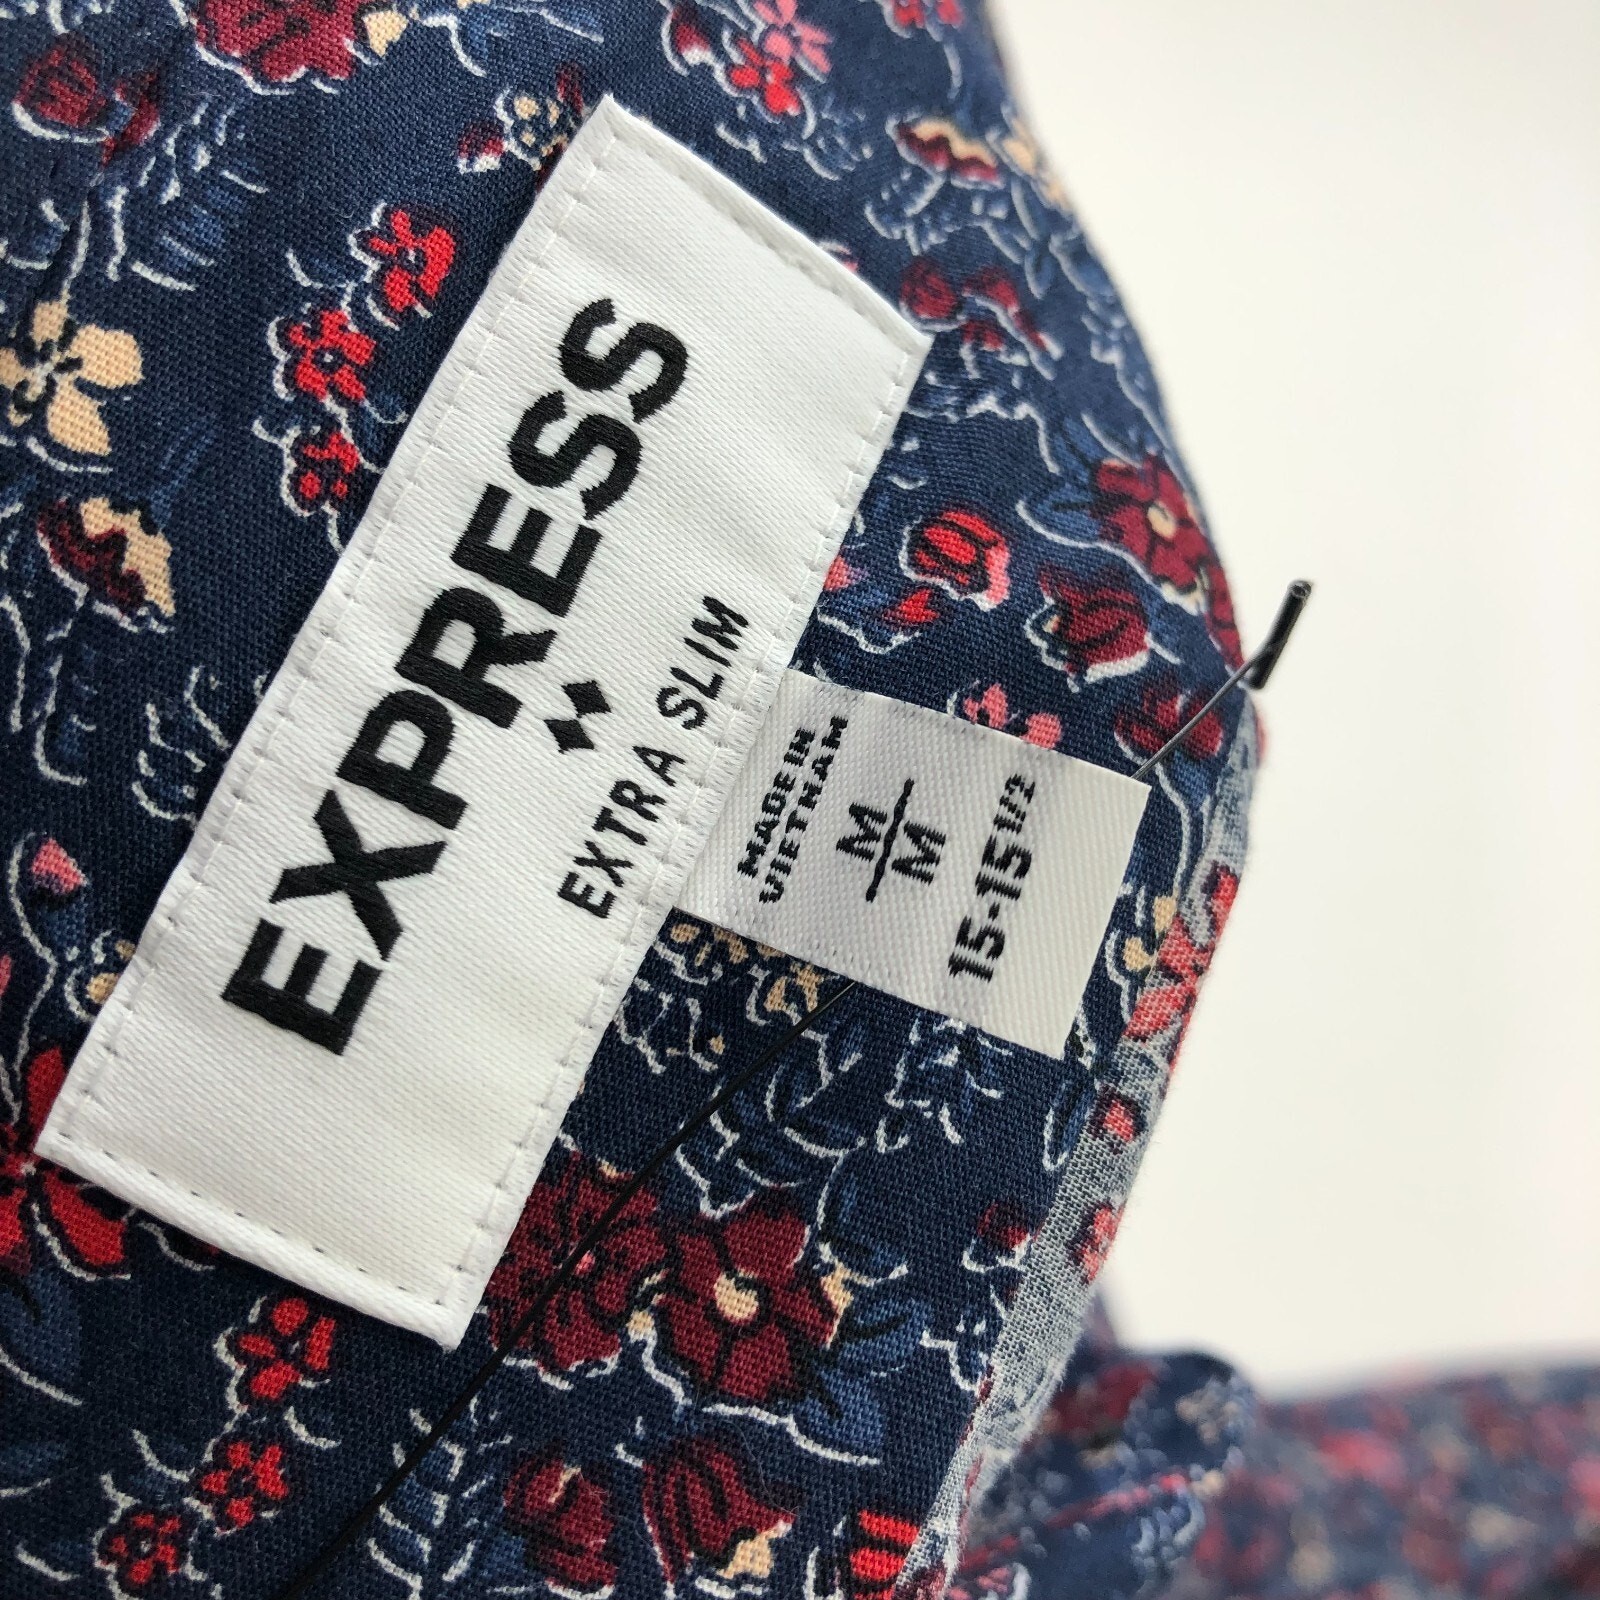 EXPRESS
EXTRA SLIM
MADE IN
VIETNAM
M
M
15-15 1/2